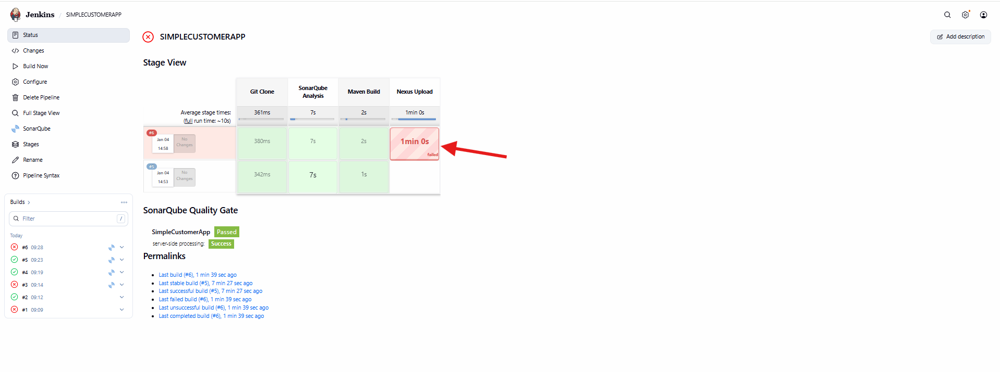 Jenkins / SIMPLECUSTOMERAPP
Status
Changes
Build Now
Configure
Delete Pipeline
Full Stage View
SonarQube
Stages
Rename
Pipeline Syntax
Builds
Filter
/
Today
#6 09:28
#5 09:23
#4 09:19
#3 09:14
#2 09:12
#1 09:09
SIMPLECUSTOMERAPP
Add description
Stage View
Git Clone
SonarQube
Analysis
Maven Build
Nexus Upload
Average stage times:
(full run time: ~10s)
361ms
7s
2s
1min 0s
#6
Jan 04
14:58
No
Changes
380ms
7s
2s
1min 0s
failed
#5
Jan 04
14:53
No
Changes
342ms
7s
1s
SonarQube Quality Gate
SimpleCustomerApp Passed
server-side processing: Success
Permalinks
Last build (#6), 1 min 39 sec ago
Last stable build (#5), 7 min 27 sec ago
Last successful build (#5), 7 min 27 sec ago
Last failed build (#6), 1 min 39 sec ago
Last unsuccessful build (#6), 1 min 39 sec ago
Last completed build (#6), 1 min 39 sec ago